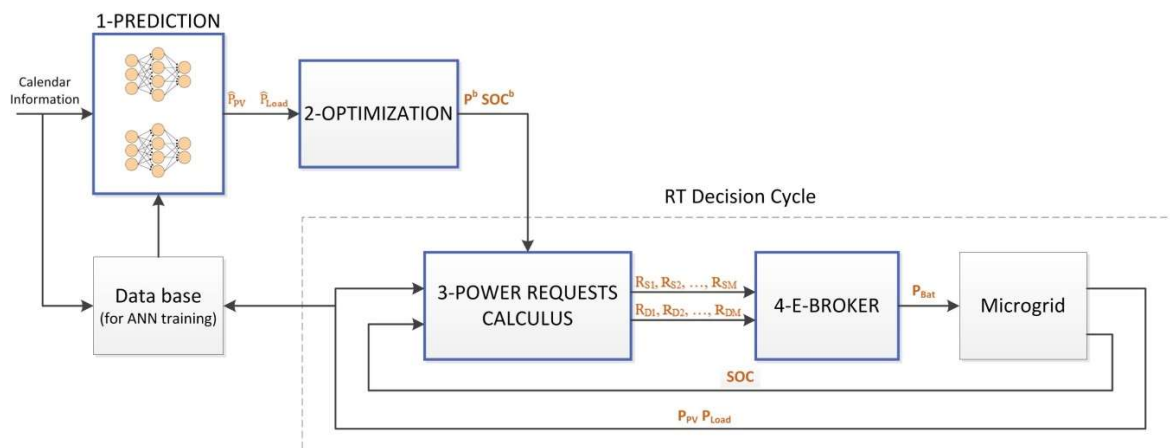 1-PREDICTION
Calendar
Information
P̂PV P̂Load
2-OPTIMIZATION
Pᵇ SOCᵇ
RT Decision Cycle
Data base
(for ANN training)
3-POWER REQUESTS
CALCULUS
RS1, RS2, ..., RSM
RD1, RD2, ..., RDM
4-E-BROKER
PBat
Microgrid
SOC
PPV PLoad